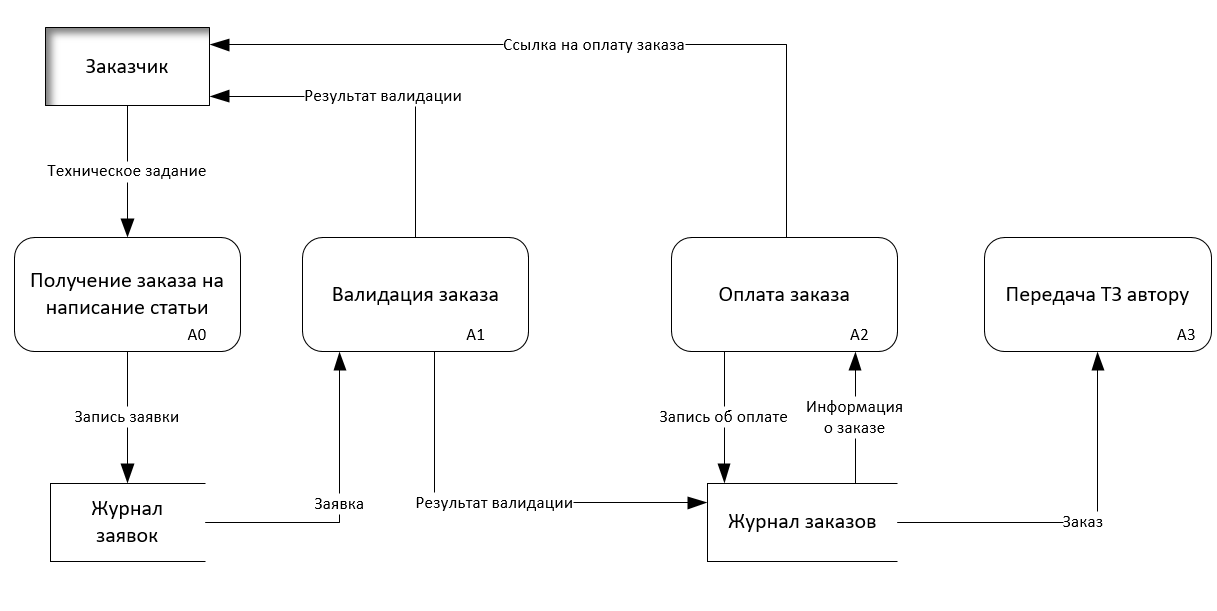 Заказчик
Ссылка на оплату заказа
Результат валидации
Техническое задание
Получение заказа на
написание статьи
A0
Валидация заказа
A1
Оплата заказа
A2
Передача ТЗ автору
A3
Запись заявки
Запись об оплате
Информация
о заказе
Журнал
заявок
Заявка
Результат валидации
Журнал заказов
Заказ